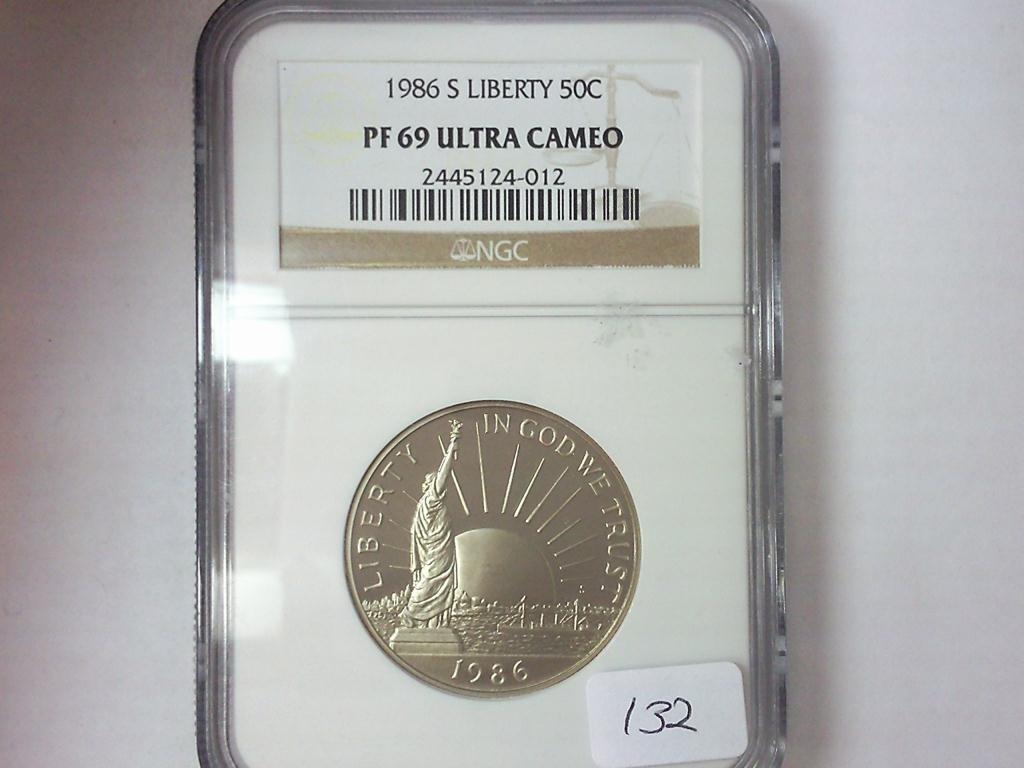 1986 S LIBERTY 50C
PF 69 ULTRA CAMEO
2445124-012
NGC
LIBERTY
IN GOD WE TRUST
S
1986
132